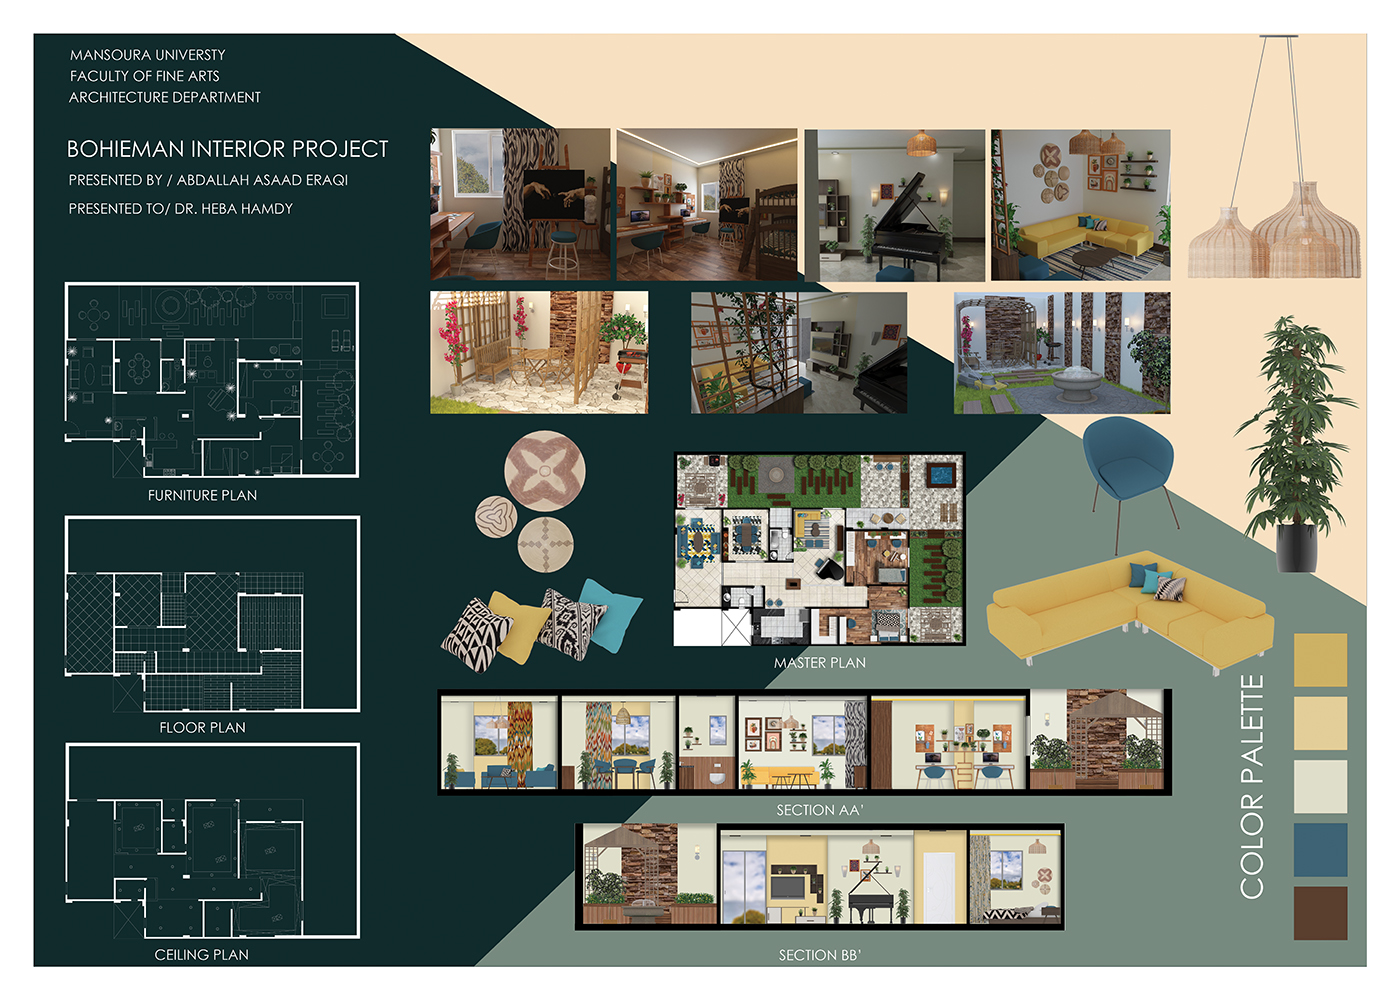 MANSOURA UNIVERSTY
FACULTY OF FINE ARTS
ARCHITECTURE DEPARTMENT
BOHIEMAN INTERIOR PROJECT
PRESENTED BY / ABDALLAH ASAAD ERAQI
PRESENTED TO/ DR. HEBA HAMDY
FURNITURE PLAN
FLOOR PLAN
CEILING PLAN
MASTER PLAN
SECTION AA'
SECTION BB'
COLOR PALETTE